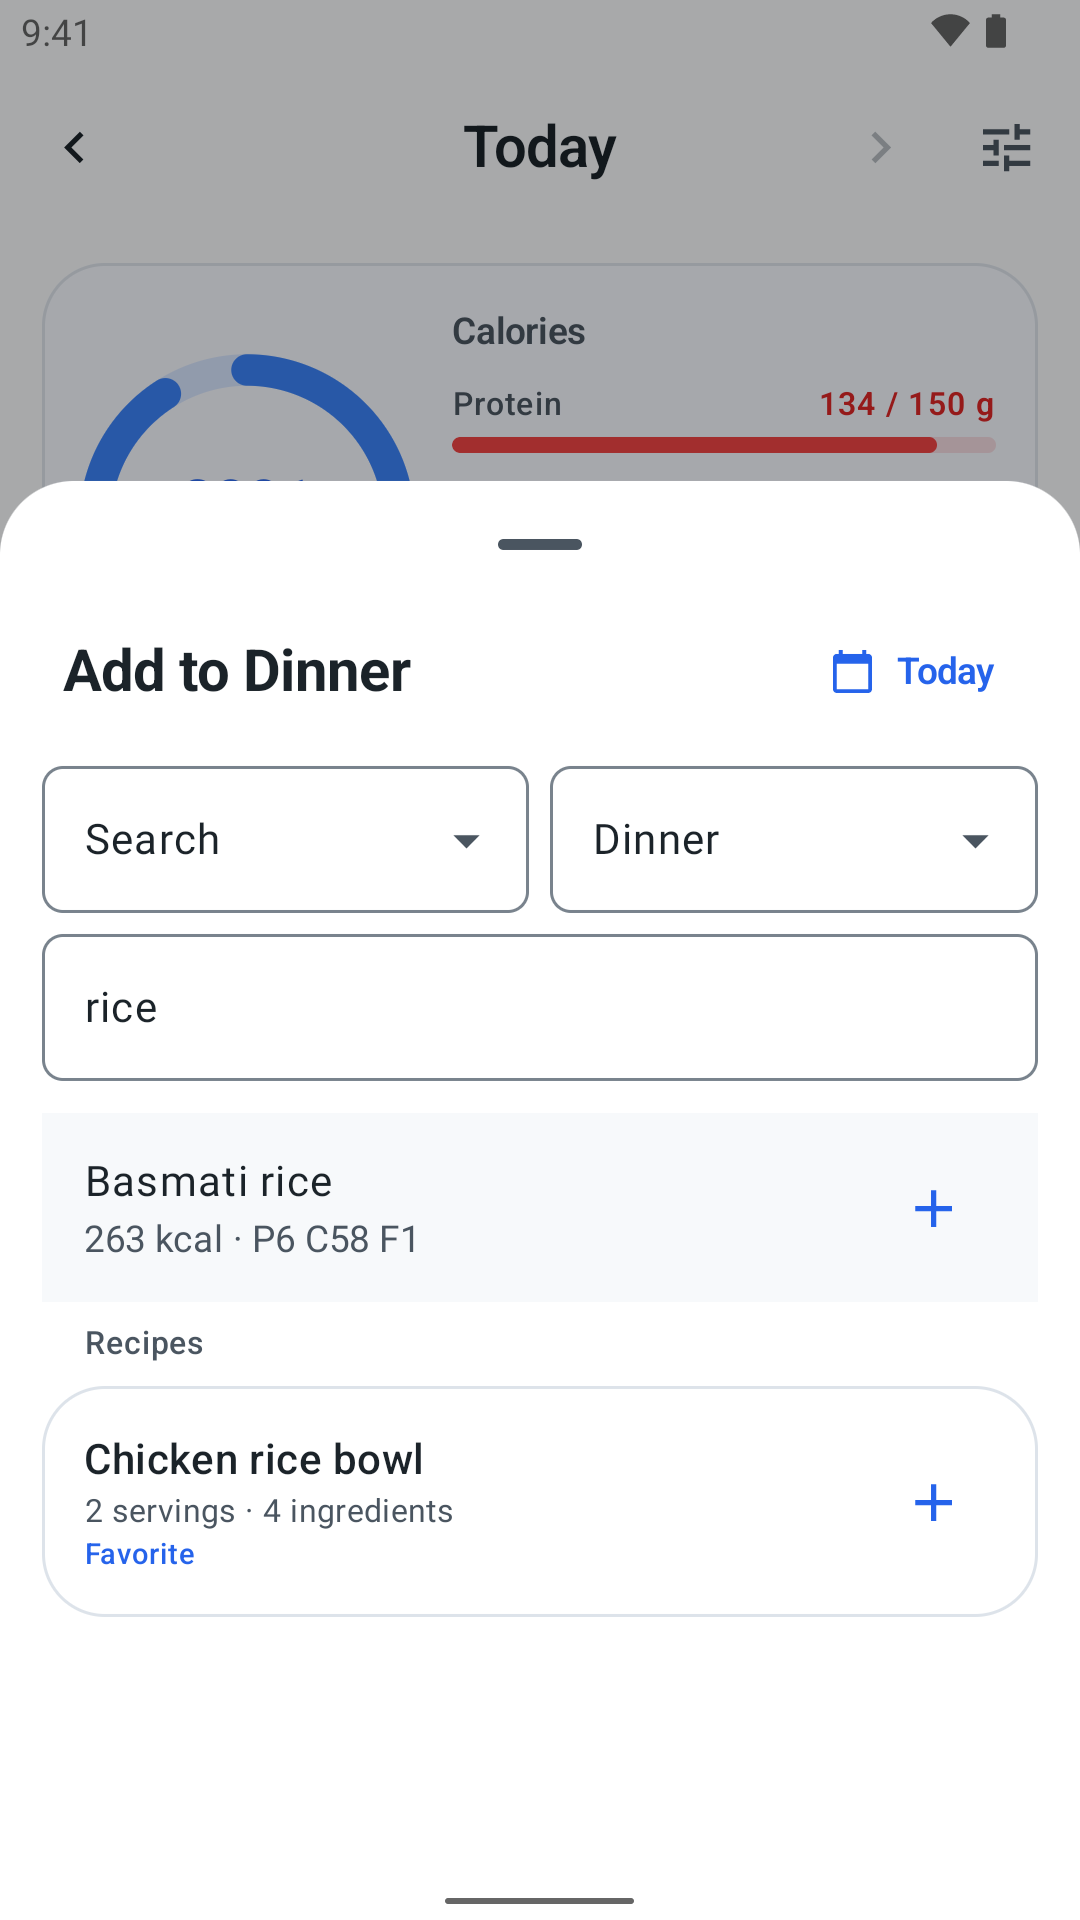 9:41
Today
Calories
Protein
134 / 150 g
Add to Dinner
Today
Search
Dinner
rice
Basmati rice
263 kcal · P6 C58 F1
Recipes
Chicken rice bowl
2 servings · 4 ingredients
Favorite